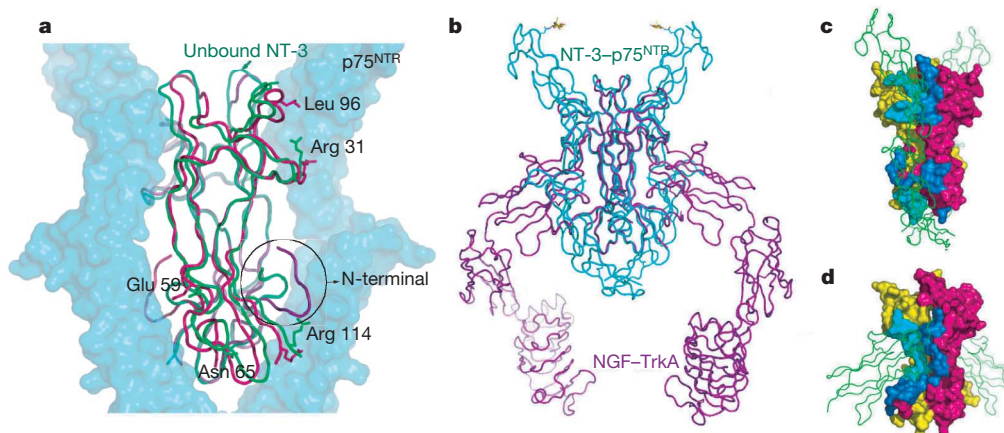 a
Unbound NT-3
p75NTR
Leu 96
Arg 31
Glu 59
N-terminal
Arg 114
Asn 65
b
NT-3–p75NTR
NGF–TrkA
c
d